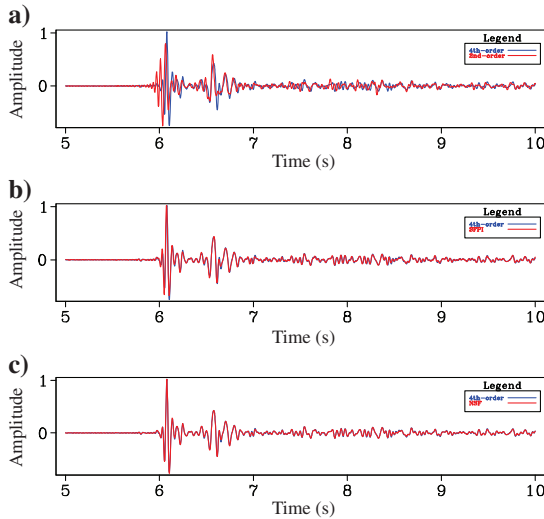 a)
Amplitude
1
0
Legend
4th-order
2nd-order
5 6 7 8 9 10
Time (s)
b)
Amplitude
1
0
Legend
4th-order
SFPI
5 6 7 8 9 10
Time (s)
c)
Amplitude
1
0
Legend
4th-order
NSF
5 6 7 8 9 10
Time (s)